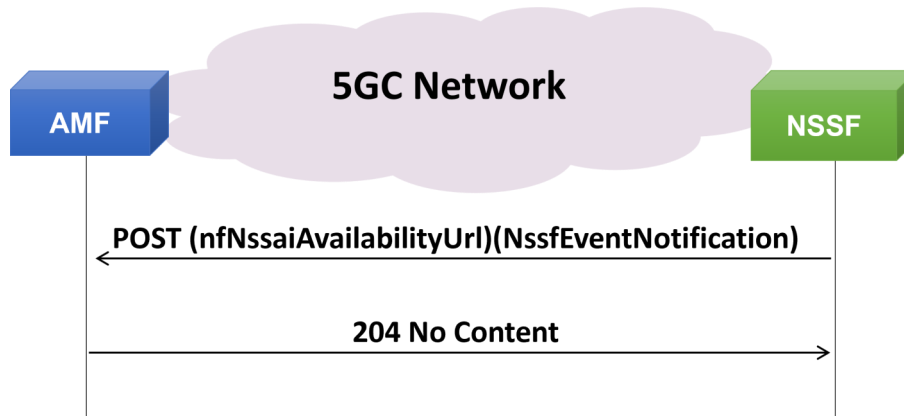 5GC Network
AMF
NSSF
POST (nfNssaiAvailabilityUrl)(NssfEventNotification)
204 No Content